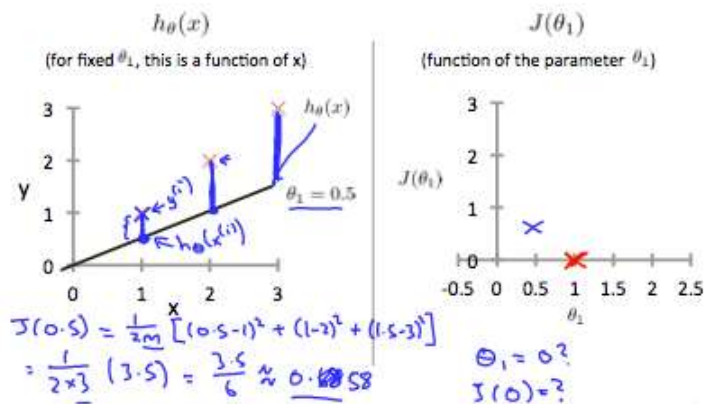 hθ(x)
(for fixed θ₁, this is a function of x)
3
2
1
0
y
0 1 2 3
x
hθ(x)
θ₁ = 0.5
y⁽ⁱ⁾
hθ(x⁽ⁱ⁾)
J(0.5) = 1/2m [(0.5-1)² + (1-2)² + (1.5-3)²]
= 1/2×3 (3.5) = 3.5/6 ≈ 0.58
J(θ₁)
(function of the parameter θ₁)
3
2
1
0
J(θ₁)
-0.5 0 0.5 1 1.5 2 2.5
θ₁
θ₁ = 0?
J(0) = ?